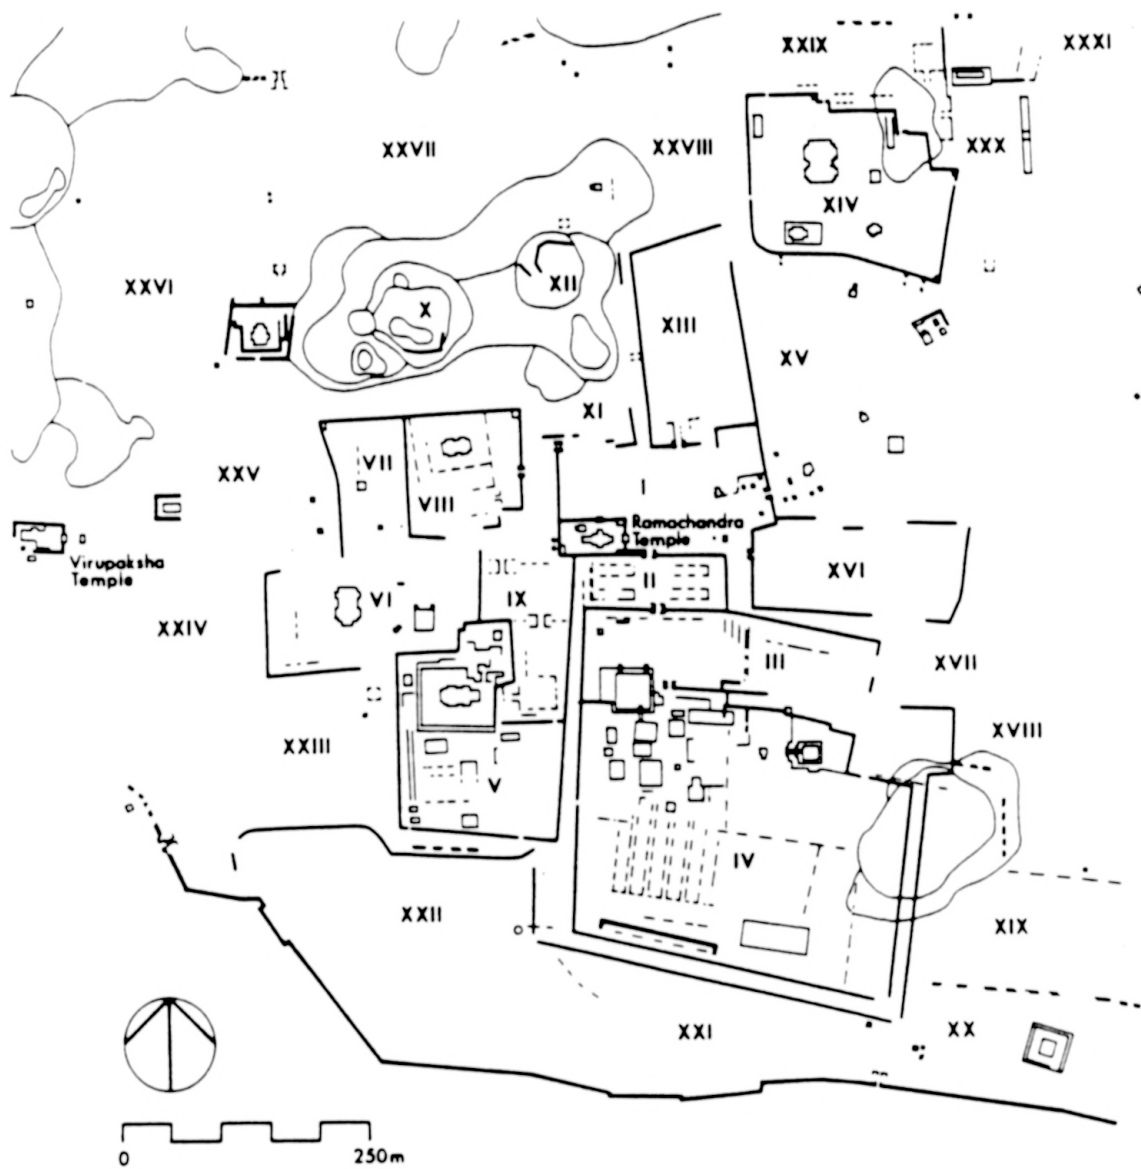 XXIX
XXXI
XXVII
XXVIII
XXX
XIV
XXVI
X
XII
XIII
XV
XI
XXV
VII
VIII
I
Ramachandra
Temple
Virupaksha
Temple
XVI
II
VI
IX
XXIV
III
XVII
XXIII
XVIII
V
IV
XXII
XIX
XX
XXI
0
250m